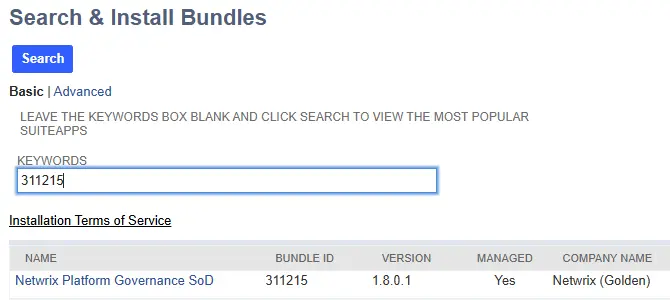 Search & Install Bundles
Search
Basic | Advanced
LEAVE THE KEYWORDS BOX BLANK AND CLICK SEARCH TO VIEW THE MOST POPULAR
SUITEAPPS
KEYWORDS
311215
Installation Terms of Service
NAME BUNDLE ID VERSION MANAGED COMPANY NAME
Netwrix Platform Governance SoD 311215 1.8.0.1 Yes Netwrix (Golden)